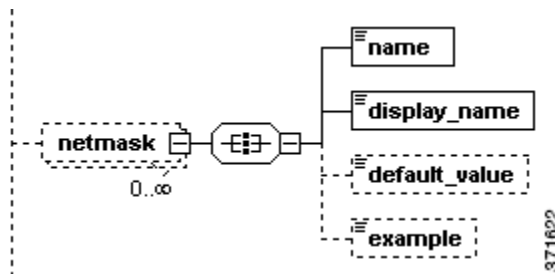 name
display_name
netmask
0..∞
default_value
example
371622